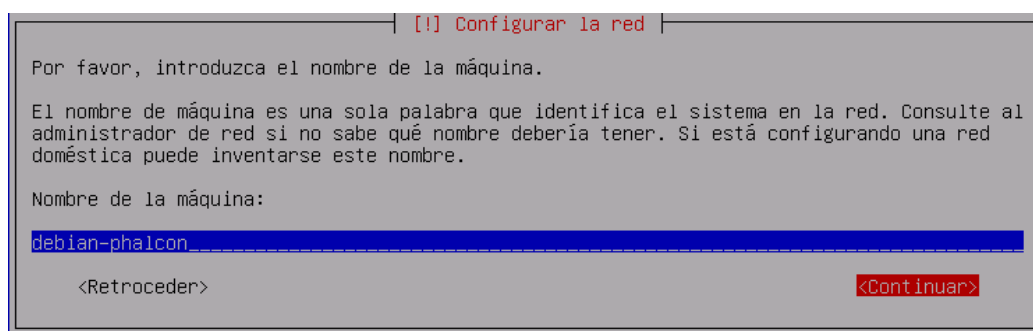 [!] Configurar la red
Por favor, introduzca el nombre de la máquina.
El nombre de máquina es una sola palabra que identifica el sistema en la red. Consulte al
administrador de red si no sabe qué nombre debería tener. Si está configurando una red
doméstica puede inventarse este nombre.
Nombre de la máquina:
debian-phalcon
<Retroceder> <Continuar>